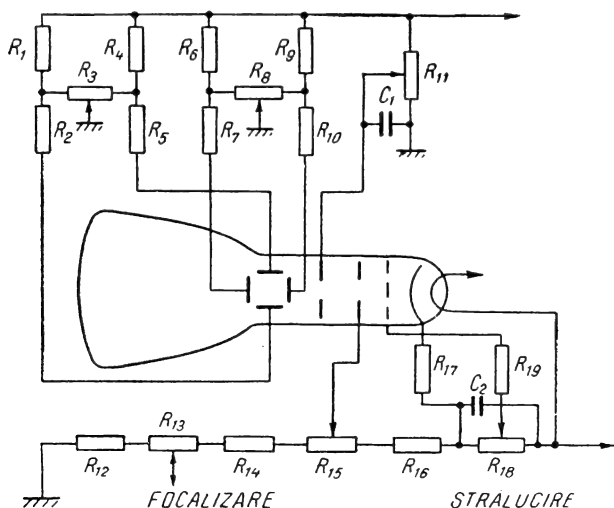 R1 R4 R6 R9
R3 R8 R11
C1
R2 R5 R7 R10
R17 C2 R19
R13
R12 R14 R15 R16 R18
FOCALIZARE STRALUCIRE